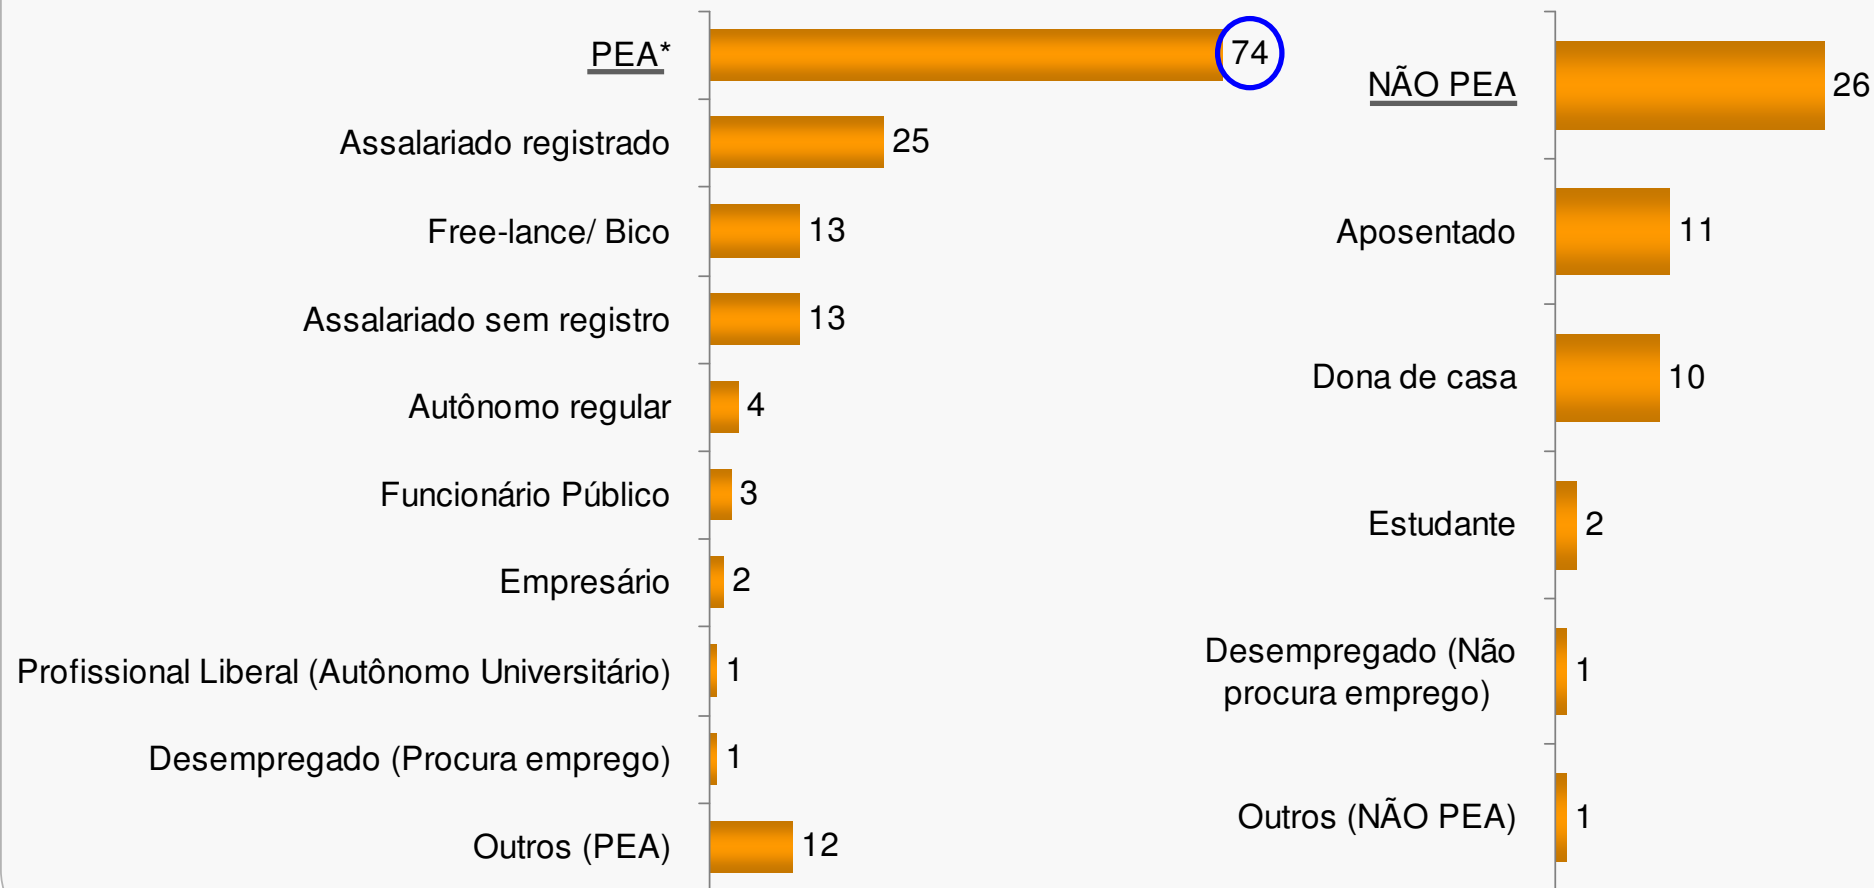 PEA* 74
Assalariado registrado 25
Free-lance/ Bico 13
Assalariado sem registro 13
Autônomo regular 4
Funcionário Público 3
Empresário 2
Profissional Liberal (Autônomo Universitário) 1
Desempregado (Procura emprego) 1
Outros (PEA) 12
NÃO PEA 26
Aposentado 11
Dona de casa 10
Estudante 2
Desempregado (Não
procura emprego) 1
Outros (NÃO PEA) 1